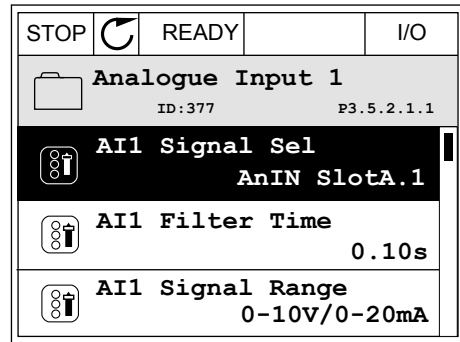 STOP READY I/O
Analogue Input 1
ID:377 P3.5.2.1.1
AI1 Signal Sel
AnIN SlotA.1
AI1 Filter Time
0.10s
AI1 Signal Range
0-10V/0-20mA